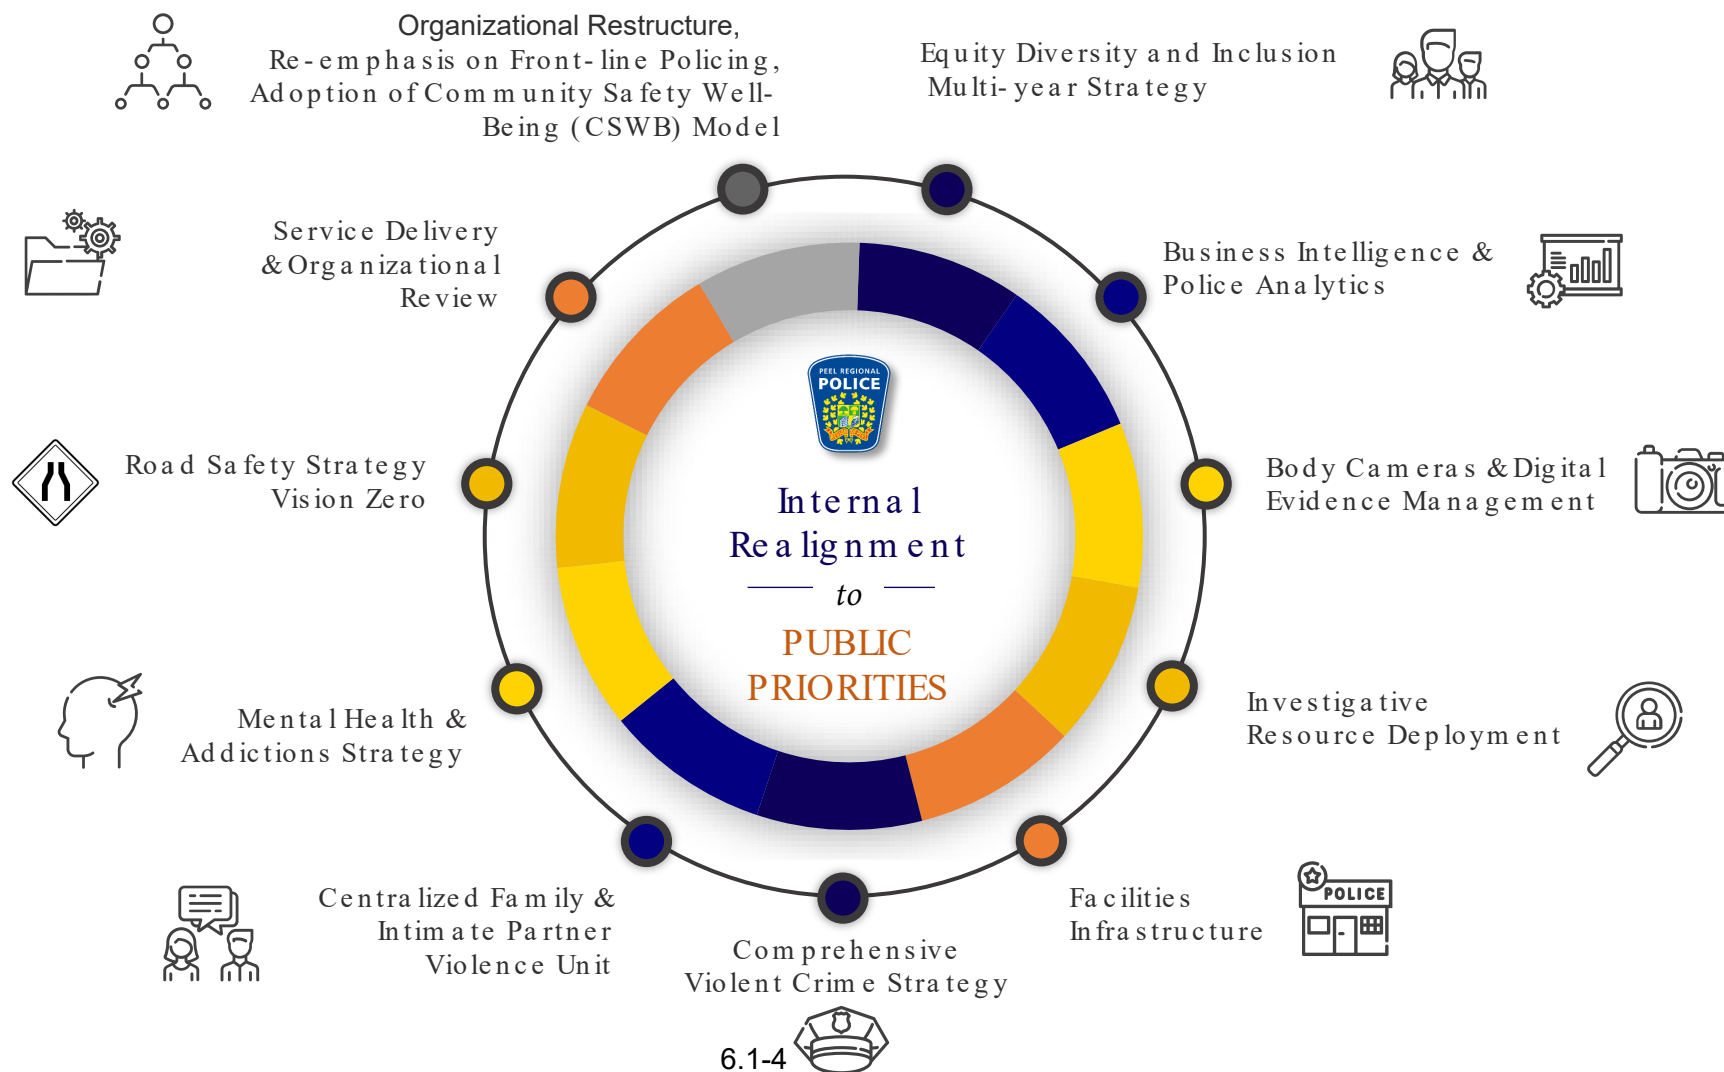 Organizational Restructure,
Re-emphasis on Front-line Policing,
Adoption of Community Safety Well-
Being (CSWB) Model
Equity Diversity and Inclusion
Multi-year Strategy
Service Delivery
& Organizational
Review
Business Intelligence &
Police Analytics
PEEL REGIONAL
POLICE
Road Safety Strategy
Vision Zero
Body Cameras & Digital
Evidence Management
Internal
Realignment
to
PUBLIC
PRIORITIES
Mental Health &
Addictions Strategy
Investigative
Resource Deployment
Centralized Family &
Intimate Partner
Violence Unit
Facilities
Infrastructure
POLICE
Comprehensive
Violent Crime Strategy
6.1-4